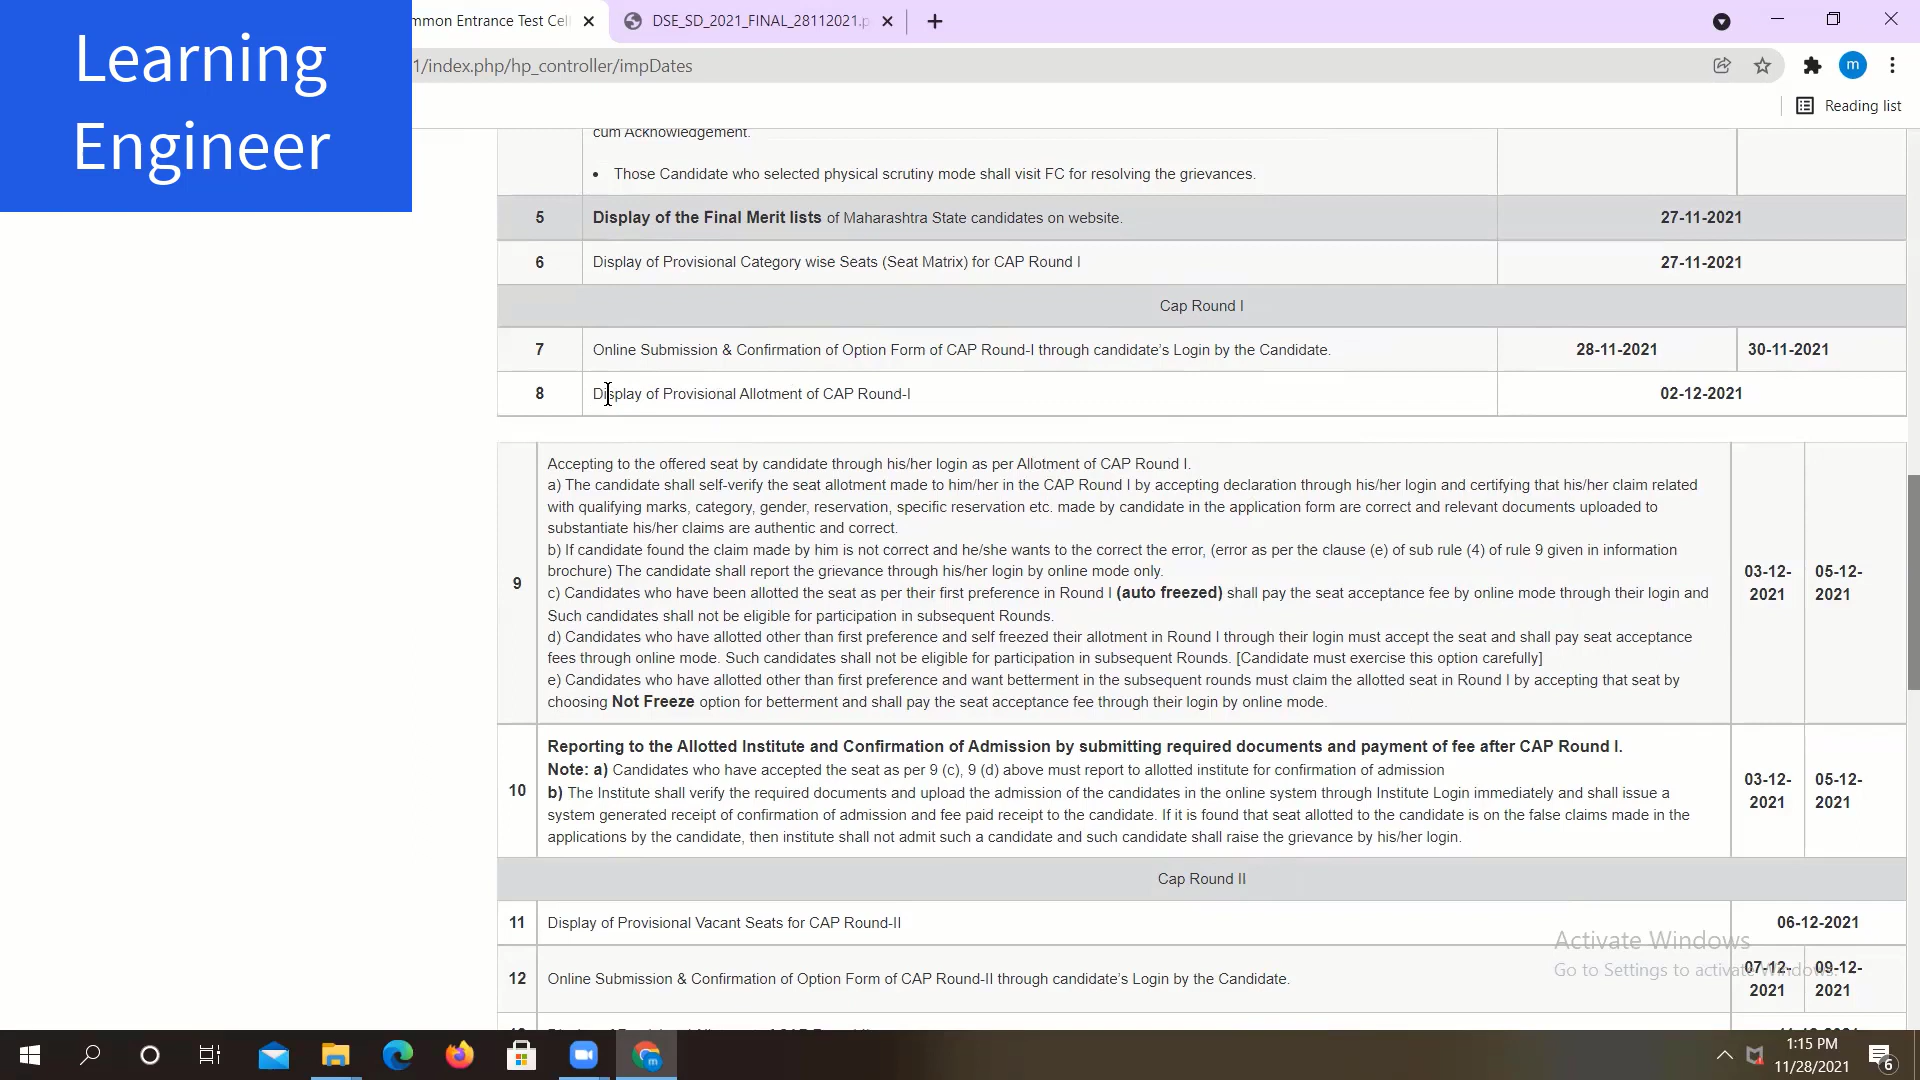 Learning
Engineer
mmon Entrance Test Cell
DSE_SD_2021_FINAL_28112021.p
1/index.php/hp_controller/impDates
m
Reading list
cum Acknowledgement.
• Those Candidate who selected physical scrutiny mode shall visit FC for resolving the grievances.
5 Display of the Final Merit lists of Maharashtra State candidates on website. 27-11-2021
6 Display of Provisional Category wise Seats (Seat Matrix) for CAP Round I 27-11-2021
Cap Round I
7 Online Submission & Confirmation of Option Form of CAP Round-I through candidate's Login by the Candidate. 28-11-2021 30-11-2021
8 Display of Provisional Allotment of CAP Round-I 02-12-2021
Accepting to the offered seat by candidate through his/her login as per Allotment of CAP Round I.
a) The candidate shall self-verify the seat allotment made to him/her in the CAP Round I by accepting declaration through his/her login and certifying that his/her claim related
with qualifying marks, category, gender, reservation, specific reservation etc. made by candidate in the application form are correct and relevant documents uploaded to
substantiate his/her claims are authentic and correct.
b) If candidate found the claim made by him is not correct and he/she wants to the correct the error, (error as per the clause (e) of sub rule (4) of rule 9 given in information
brochure) The candidate shall report the grievance through his/her login by online mode only.
9
c) Candidates who have been allotted the seat as per their first preference in Round I (auto freezed) shall pay the seat acceptance fee by online mode through their login and
Such candidates shall not be eligible for participation in subsequent Rounds.
d) Candidates who have allotted other than first preference and self freezed their allotment in Round I through their login must accept the seat and shall pay seat acceptance
fees through online mode. Such candidates shall not be eligible for participation in subsequent Rounds. [Candidate must exercise this option carefully]
e) Candidates who have allotted other than first preference and want betterment in the subsequent rounds must claim the allotted seat in Round I by accepting that seat by
choosing Not Freeze option for betterment and shall pay the seat acceptance fee through their login by online mode.
03-12-
2021
05-12-
2021
Reporting to the Allotted Institute and Confirmation of Admission by submitting required documents and payment of fee after CAP Round I.
Note: a) Candidates who have accepted the seat as per 9 (c), 9 (d) above must report to allotted institute for confirmation of admission
10
b) The Institute shall verify the required documents and upload the admission of the candidates in the online system through Institute Login immediately and shall issue a
system generated receipt of confirmation of admission and fee paid receipt to the candidate. If it is found that seat allotted to the candidate is on the false claims made in the
applications by the candidate, then institute shall not admit such a candidate and such candidate shall raise the grievance by his/her login.
03-12-
2021
05-12-
2021
Cap Round II
11 Display of Provisional Vacant Seats for CAP Round-II 06-12-2021
12 Online Submission & Confirmation of Option Form of CAP Round-II through candidate's Login by the Candidate.
07-12-
2021
09-12-
2021
Activate Windows
Go to Settings to activate Windows.
1:15 PM
11/28/2021
6
m